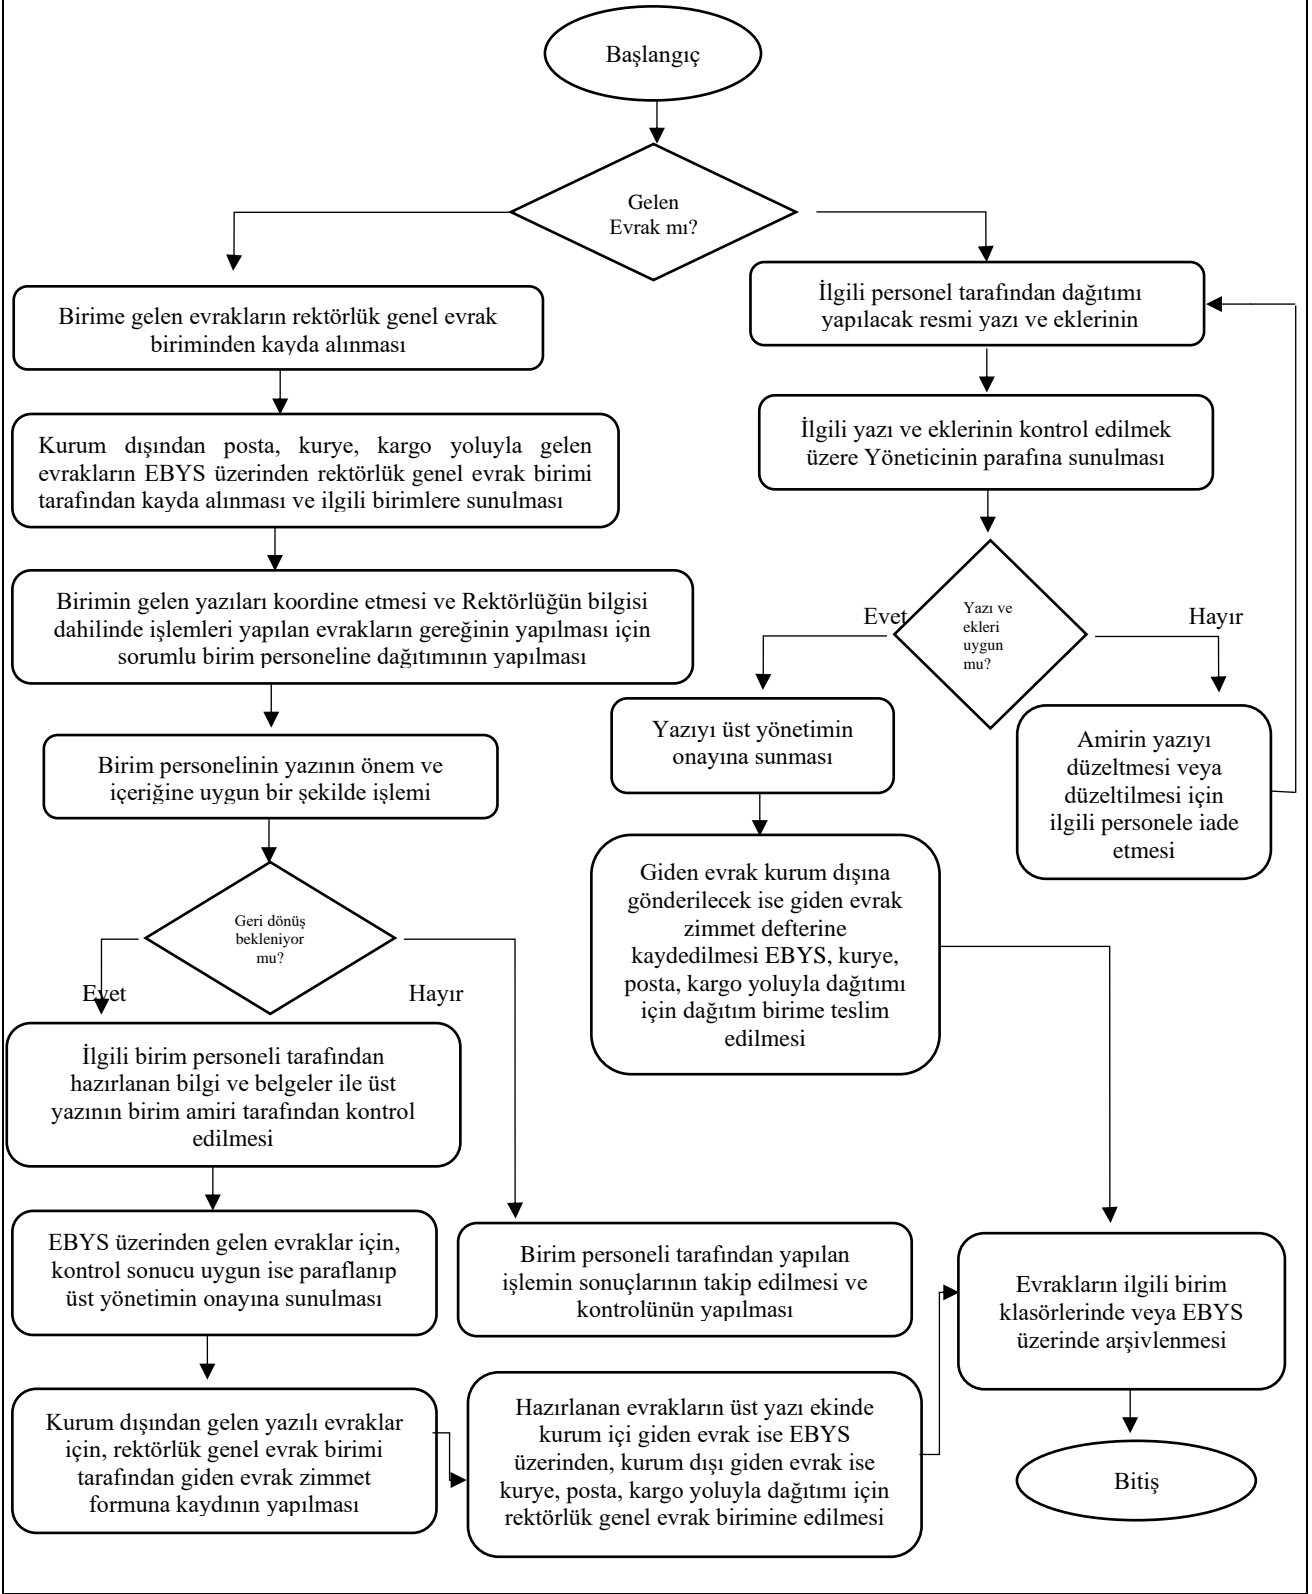 Başlangıç
Gelen
Evrak mı?
Birime gelen evrakların rektörlük genel evrak
biriminden kayda alınması
Kurum dışından posta, kurye, kargo yoluyla gelen
evrakların EBYS üzerinden rektörlük genel evrak birimi
tarafından kayda alınması ve ilgili birimlere sunulması
Birimin gelen yazıları koordine etmesi ve Rektörlüğün bilgisi
dahilinde işlemleri yapılan evrakların gereğinin yapılması için
sorumlu birim personeline dağıtımının yapılması
Birim personelinin yazının önem ve
içeriğine uygun bir şekilde işlemi
Geri dönüş
bekleniyor
mu?
Evet
Hayır
İlgili birim personeli tarafından
hazırlanan bilgi ve belgeler ile üst
yazının birim amiri tarafından kontrol
edilmesi
EBYS üzerinden gelen evraklar için,
kontrol sonucu uygun ise paraflanıp
üst yönetimin onayına sunulması
Kurum dışından gelen yazılı evraklar
için, rektörlük genel evrak birimi
tarafından giden evrak zimmet
formuna kaydının yapılması
Birim personeli tarafından yapılan
işlemin sonuçlarının takip edilmesi ve
kontrolünün yapılması
Hazırlanan evrakların üst yazı ekinde
kurum içi giden evrak ise EBYS
üzerinden, kurum dışı giden evrak ise
kurye, posta, kargo yoluyla dağıtımı için
rektörlük genel evrak birimine edilmesi
İlgili personel tarafından dağıtımı
yapılacak resmi yazı ve eklerinin
İlgili yazı ve eklerinin kontrol edilmek
üzere Yöneticinin parafına sunulması
Yazı ve
ekleri
uygun
mu?
Evet
Hayır
Yazıyı üst yönetimin
onayına sunması
Amirin yazıyı
düzeltmesi veya
düzeltilmesi için
ilgili personele iade
etmesi
Giden evrak kurum dışına
gönderilecek ise giden evrak
zimmet defterine
kaydedilmesi EBYS, kurye,
posta, kargo yoluyla dağıtımı
için dağıtım birime teslim
edilmesi
Evrakların ilgili birim
klasörlerinde veya EBYS
üzerinde arşivlenmesi
Bitiş